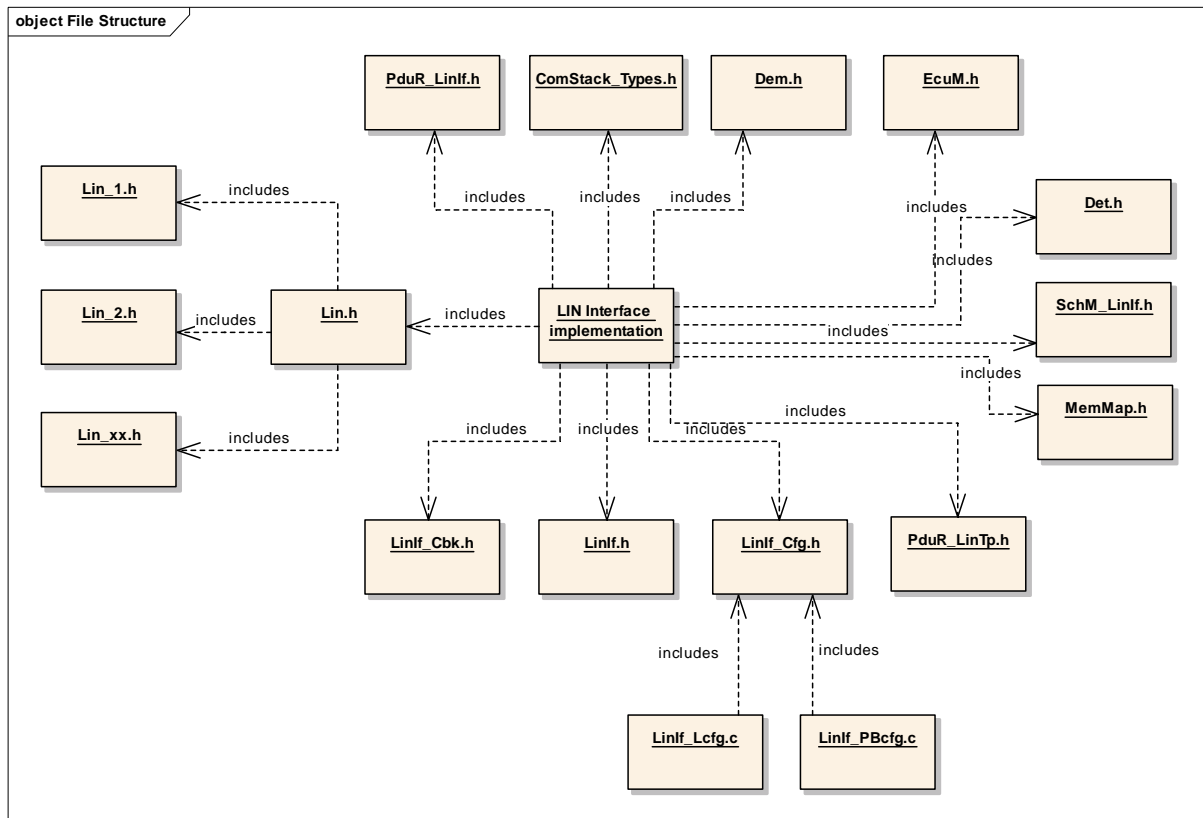 object File Structure
PduR_LinIf.h
ComStack_Types.h
Dem.h
EcuM.h
Lin_1.h
includes
Det.h
includes
includes
includes
includes
includes
Lin_2.h
includes
Lin.h
includes
LIN Interface
implementation
SchM_LinIf.h
includes
includes
MemMap.h
Lin_xx.h
includes
includes
includes
includes
includes
LinIf_Cbk.h
LinIf.h
LinIf_Cfg.h
PduR_LinTp.h
includes
includes
LinIf_Lcfg.c
LinIf_PBcfg.c